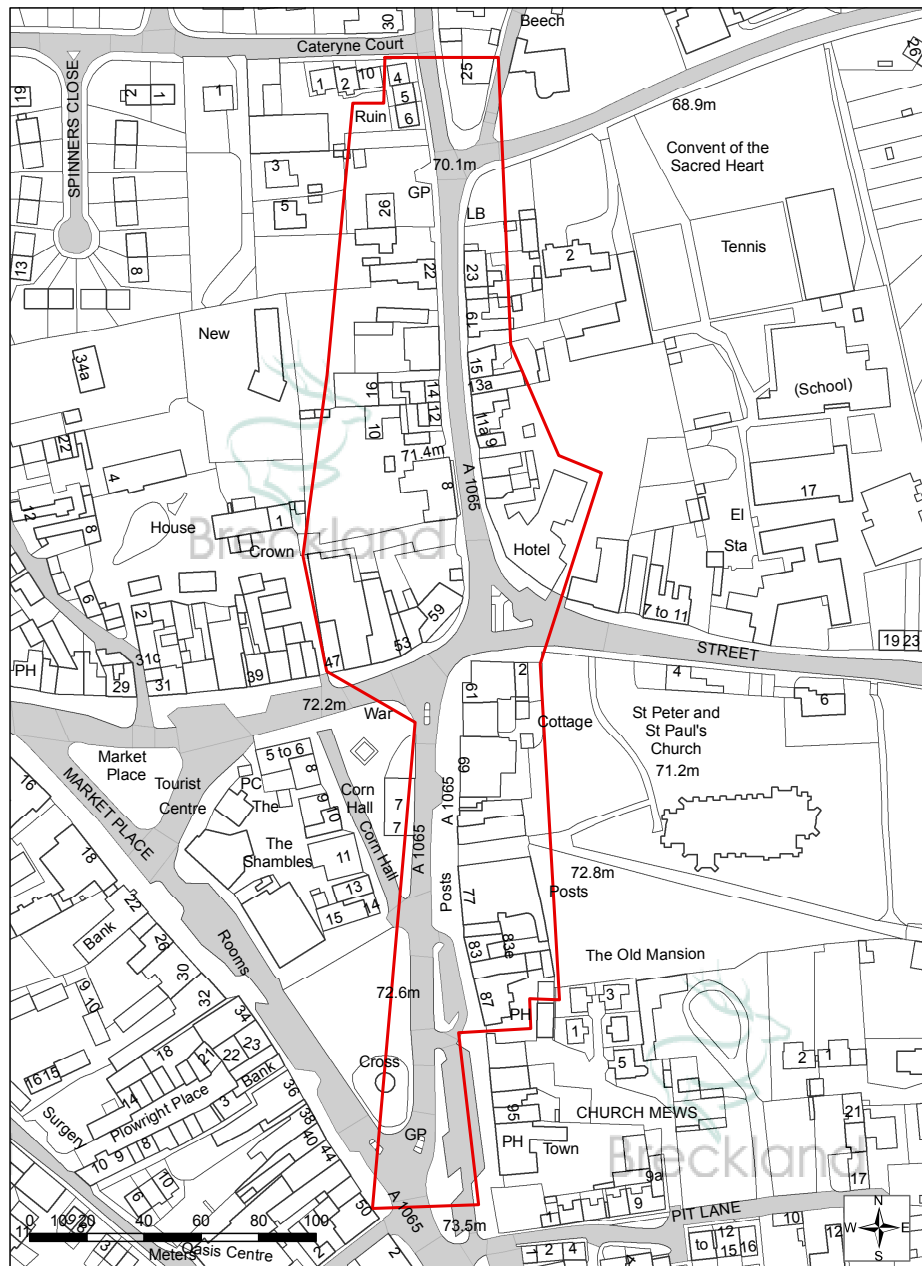 30
Beech
Cateryne Court
25
26
SPINNERS CLOSE
19
2
1
1
1
2
10
4
5
6
Ruin
68.9m
Convent of the
Sacred Heart
70.1m
3
GP
26
LB
5
13
8
22
23
2
Tennis
19
New
34a
15
13a
(School)
16
14
12
10
11a
9
22
4
71.4m
8
A 1065
17
12
8
House
1
Crown
Breckland
Hotel
El
Sta
6
2
59
7 to 11
53
47
STREET
19
23
PH
31c
29
31
39
72.2m
War
61
2
4
6
Cottage
St Peter and
St Paul's
Church
71.2m
Market
Place
Tourist
Centre
MARKET PLACE
16
5 to 6
8
PC
The
9
10
Corn
Hall
7
7
69
A 1065
A 1065
Corn Hall
The
Shambles
11
18
13
14
15
Posts
77
Posts
72.8m
22
Bank
26
Rooms
83
83e
The Old Mansion
30
32
34
9
10
72.6m
87
PH
3
1
5
18
21
22
23
16
15
14
Bank
36
Cross
2
1
Plowright Place
3
38
40
44
Surgery
10
9
8
GP
95
CHURCH MEWS
21
PH
Town
Breckland
17
6
10
9a
50
A 1065
73.5m
1
9
PIT LANE
10
N
W
E
S
0
10
20
40
60
80
100
Meters
Oasis Centre
11
3
2
2
1
2
4
to
12
15
16
12